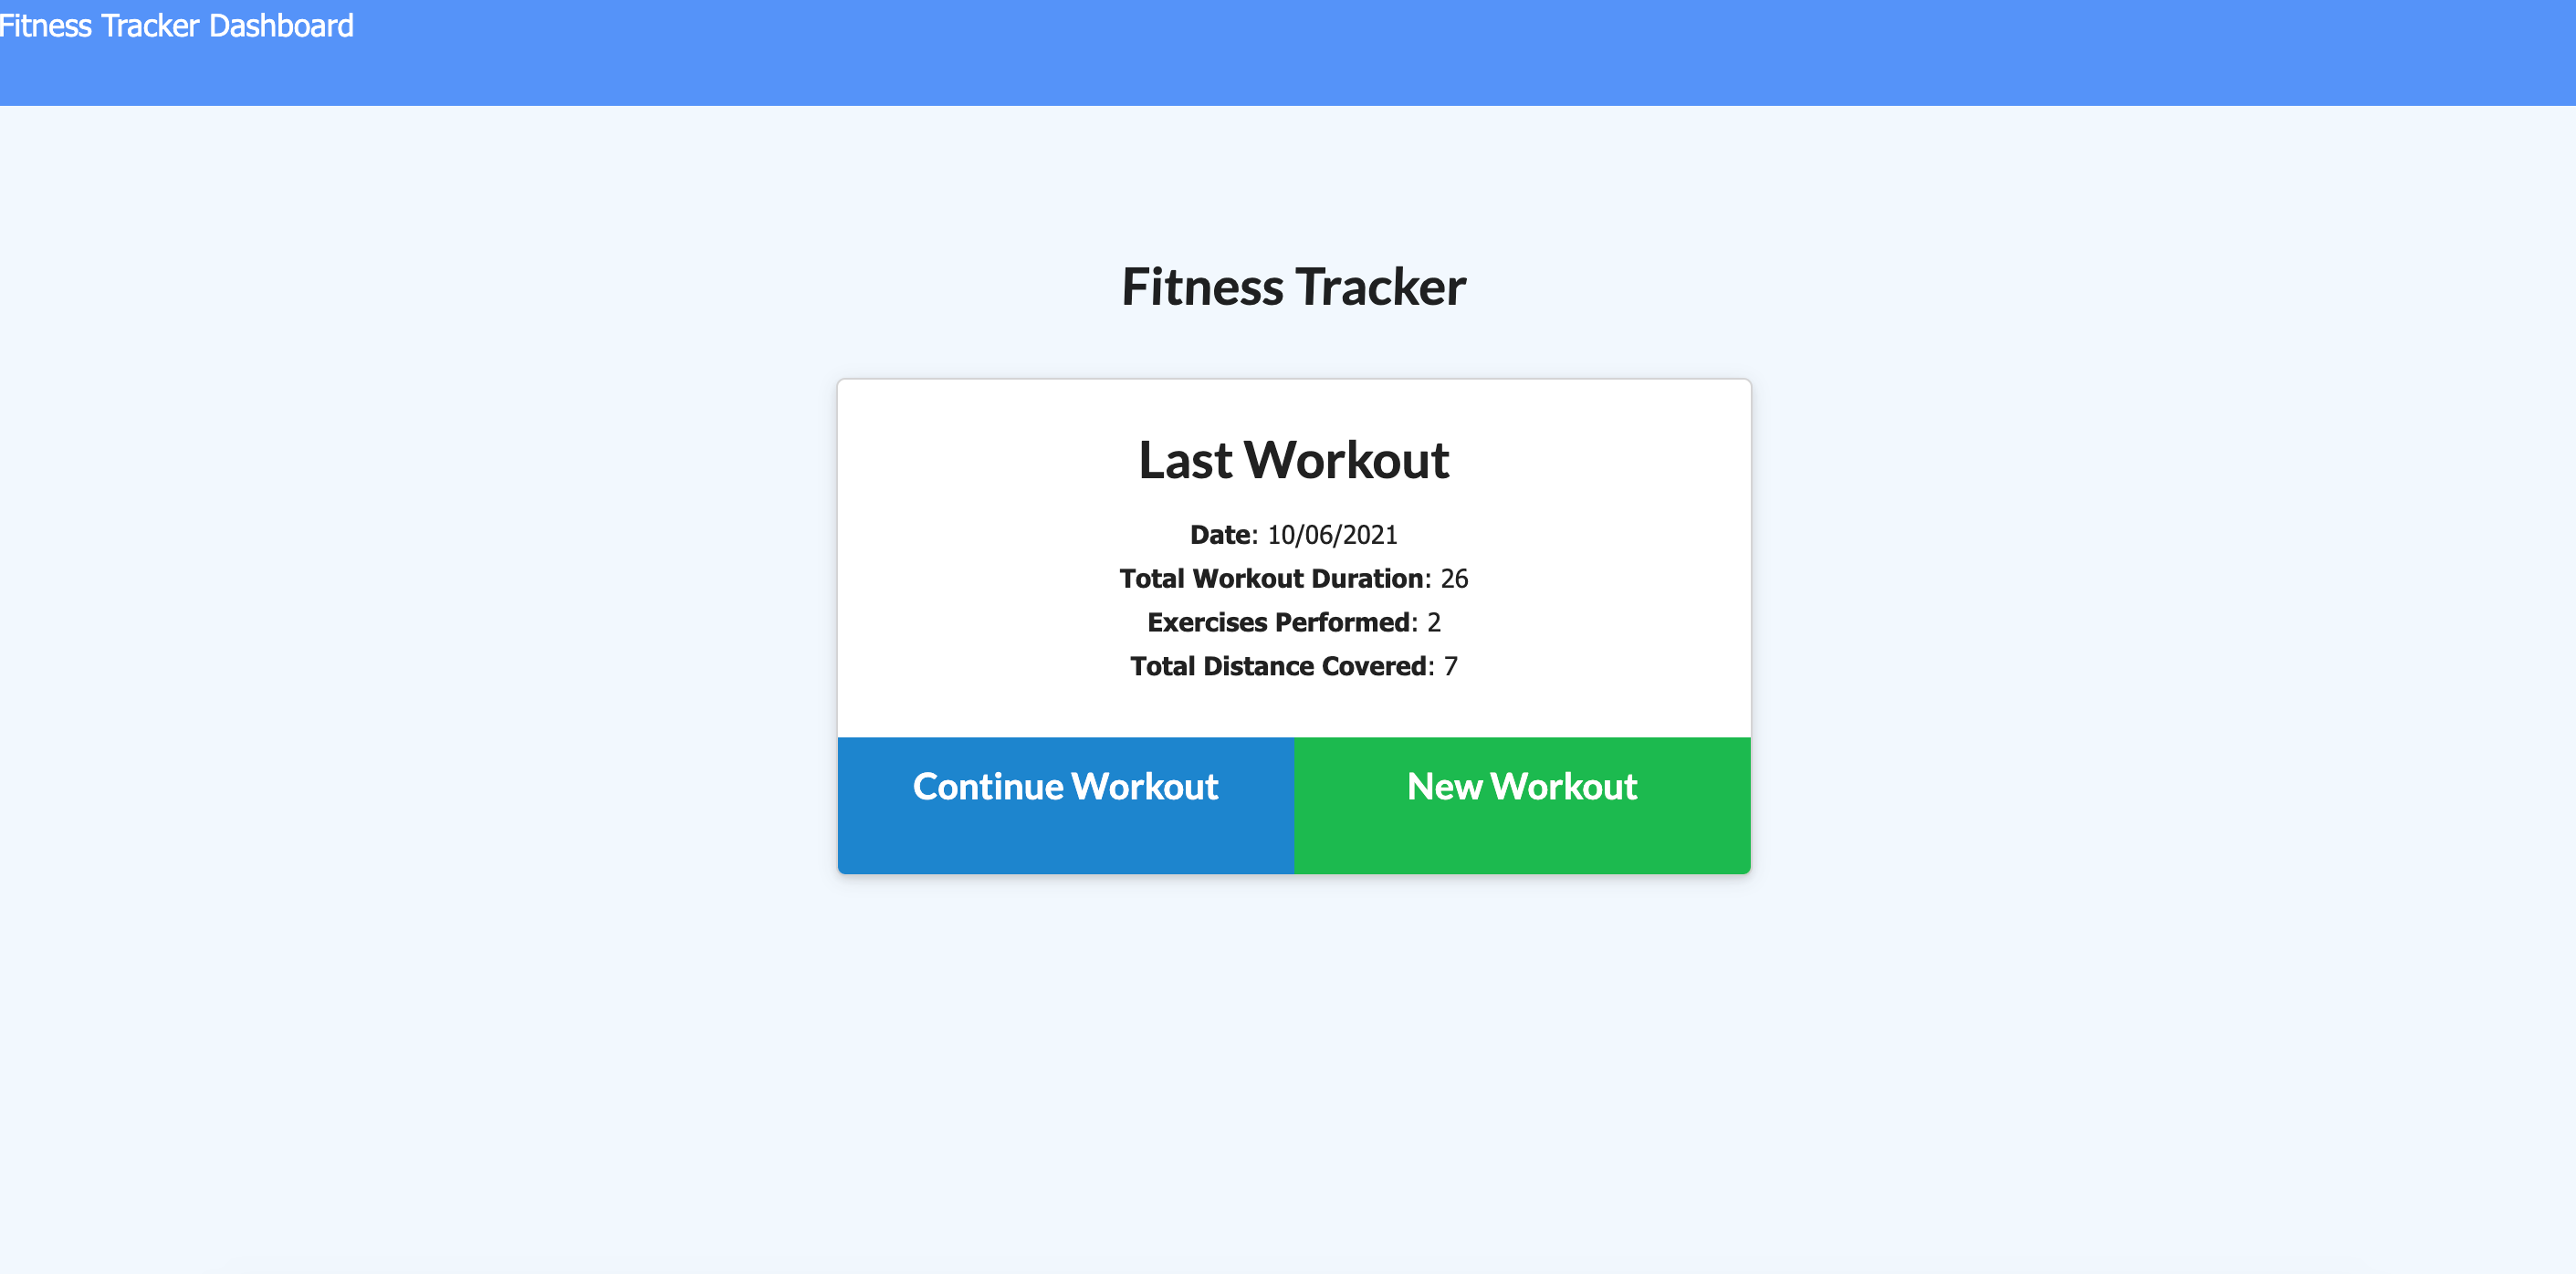 Fitness Tracker Dashboard
Fitness Tracker
Last Workout
Date: 10/06/2021
Total Workout Duration: 26
Exercises Performed: 2
Total Distance Covered: 7
Continue Workout
New Workout